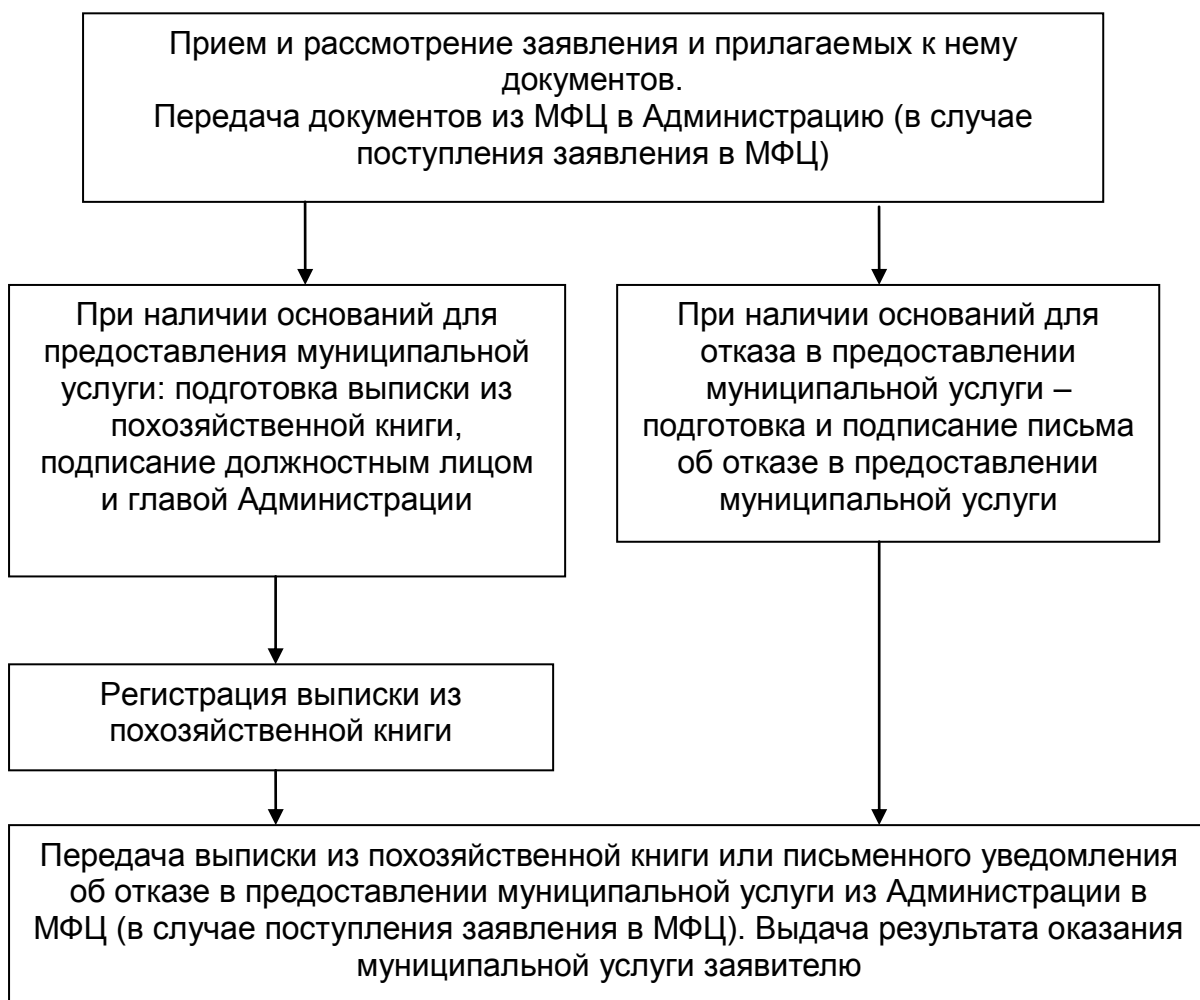 Прием и рассмотрение заявления и прилагаемых к нему
документов.
Передача документов из МФЦ в Администрацию (в случае
поступления заявления в МФЦ)
При наличии оснований для
предоставления муниципальной
услуги: подготовка выписки из
похозяйственной книги,
подписание должностным лицом
и главой Администрации
При наличии оснований для
отказа в предоставлении
муниципальной услуги –
подготовка и подписание письма
об отказе в предоставлении
муниципальной услуги
Регистрация выписки из
похозяйственной книги
Передача выписки из похозяйственной книги или письменного уведомления
об отказе в предоставлении муниципальной услуги из Администрации в
МФЦ (в случае поступления заявления в МФЦ). Выдача результата оказания
муниципальной услуги заявителю